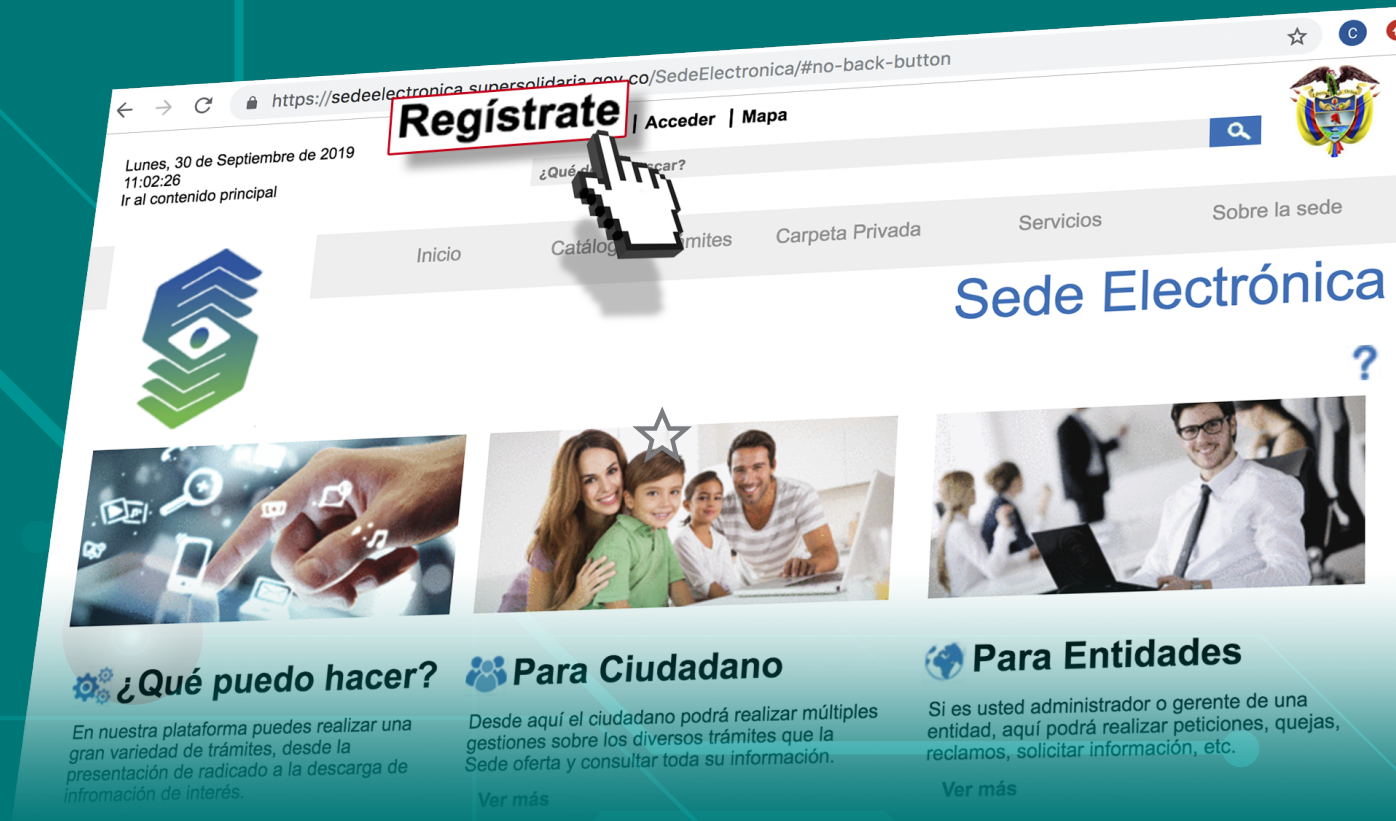 https://sedeelectronica.supersolidaria.gov.co/SedeElectronica/#no-back-button
C
Regístrate | Acceder | Mapa
Lunes, 30 de Septiembre de 2019
11:02:26
Ir al contenido principal
¿Qué
Inicio
Carpeta Privada
Servicios
Sobre la sede
Sede Electrónica
?
¿Qué puedo hacer?
En nuestra plataforma puedes realizar una
gran variedad de trámites, desde la
presentación de radicado a la descarga de
infromación de interés.
Para Ciudadano
Desde aquí el ciudadano podrá realizar múltiples
gestiones sobre los diversos trámites que la
Sede oferta y consultar toda su información.
Ver más
Para Entidades
Si es usted administrador o gerente de una
entidad, aquí podrá realizar peticiones, quejas,
reclamos, solicitar información, etc.
Ver más